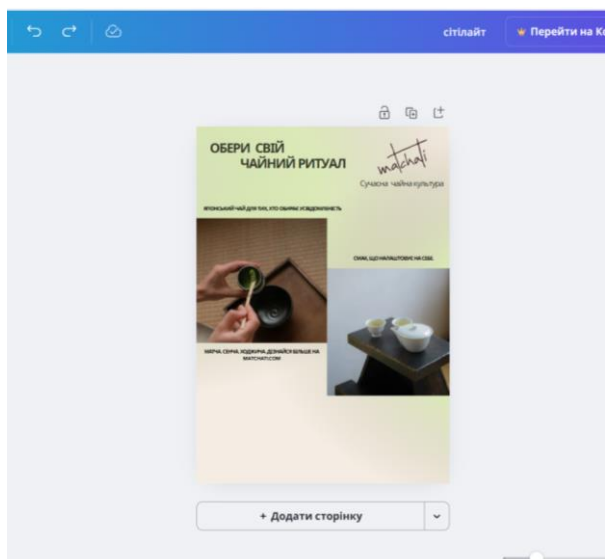 сітілайт
Перейти на
ОБЕРИ СВІЙ
ЧАЙНИЙ РИТУАЛ
matchati
Сучасна чайна культура
ЯПОНСЬКИЙ ЧАЙ ДЛЯ ТИХ, ХТО ОБИРАЄ УСВІДОМЛЕНІСТЬ
СМАК, ЩО НАЛАШТОВУЄ НА СЕБЕ
МАТЧА. СЕНЧА. ХОДЖИЧА. ДІЗНАЙСЯ БІЛЬШЕ НА
MATCHATI.COM
+ Додати сторінку